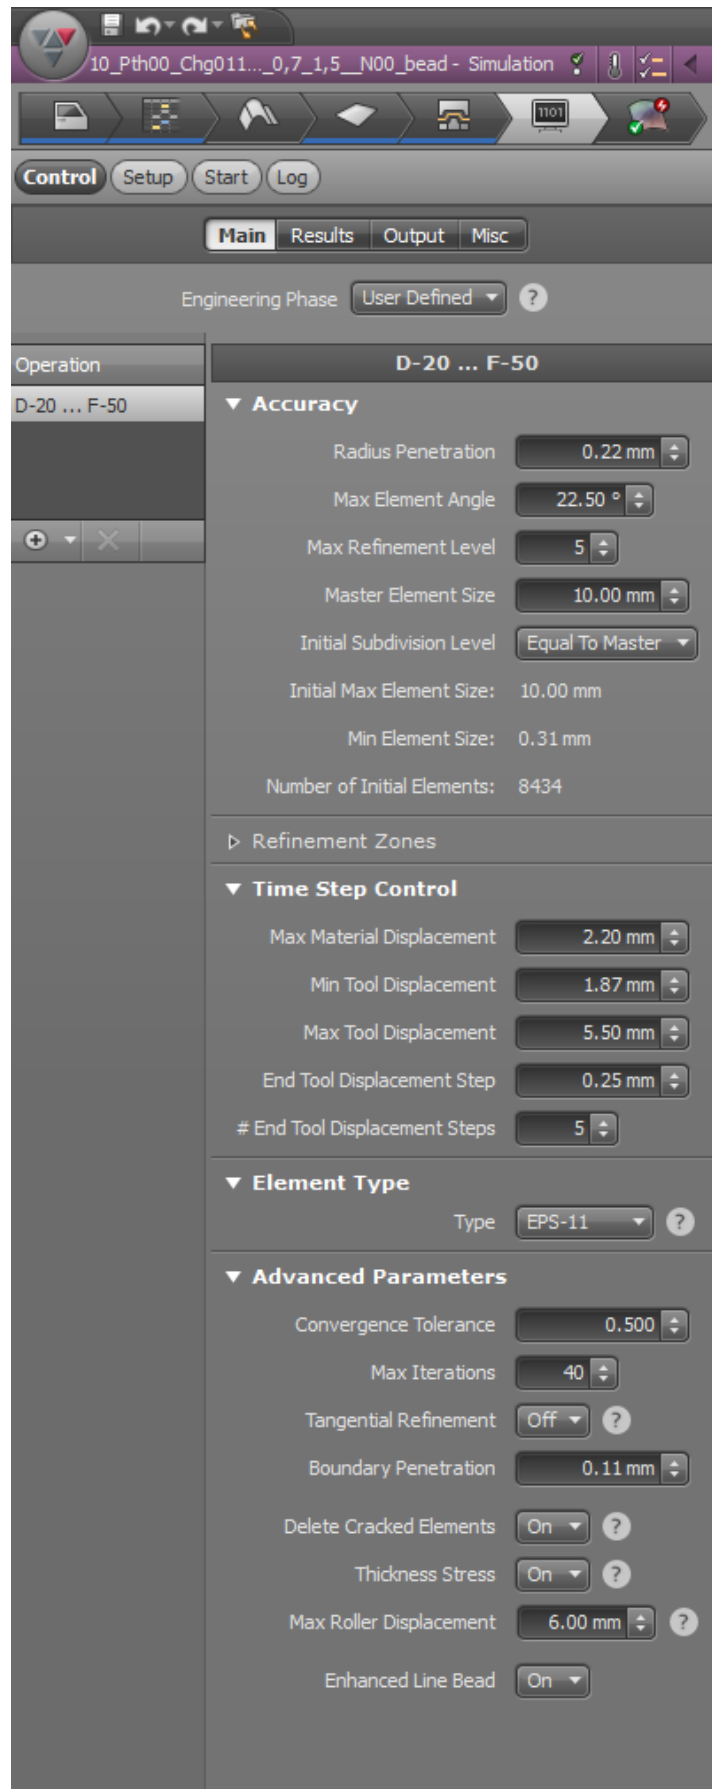 10_Pth00_Chg011..._0,7_1,5__N00_bead - Simulation
1101
Control Setup Start Log
Main Results Output Misc
Engineering Phase User Defined ?
Operation
D-20 ... F-50
D-20 ... F-50
Accuracy
Radius Penetration 0.22 mm
Max Element Angle 22.50 °
Max Refinement Level 5
Master Element Size 10.00 mm
Initial Subdivision Level Equal To Master
Initial Max Element Size: 10.00 mm
Min Element Size: 0.31 mm
Number of Initial Elements: 8434
Refinement Zones
Time Step Control
Max Material Displacement 2.20 mm
Min Tool Displacement 1.87 mm
Max Tool Displacement 5.50 mm
End Tool Displacement Step 0.25 mm
# End Tool Displacement Steps 5
Element Type
Type EPS-11 ?
Advanced Parameters
Convergence Tolerance 0.500
Max Iterations 40
Tangential Refinement Off ?
Boundary Penetration 0.11 mm
Delete Cracked Elements On ?
Thickness Stress On ?
Max Roller Displacement 6.00 mm ?
Enhanced Line Bead On